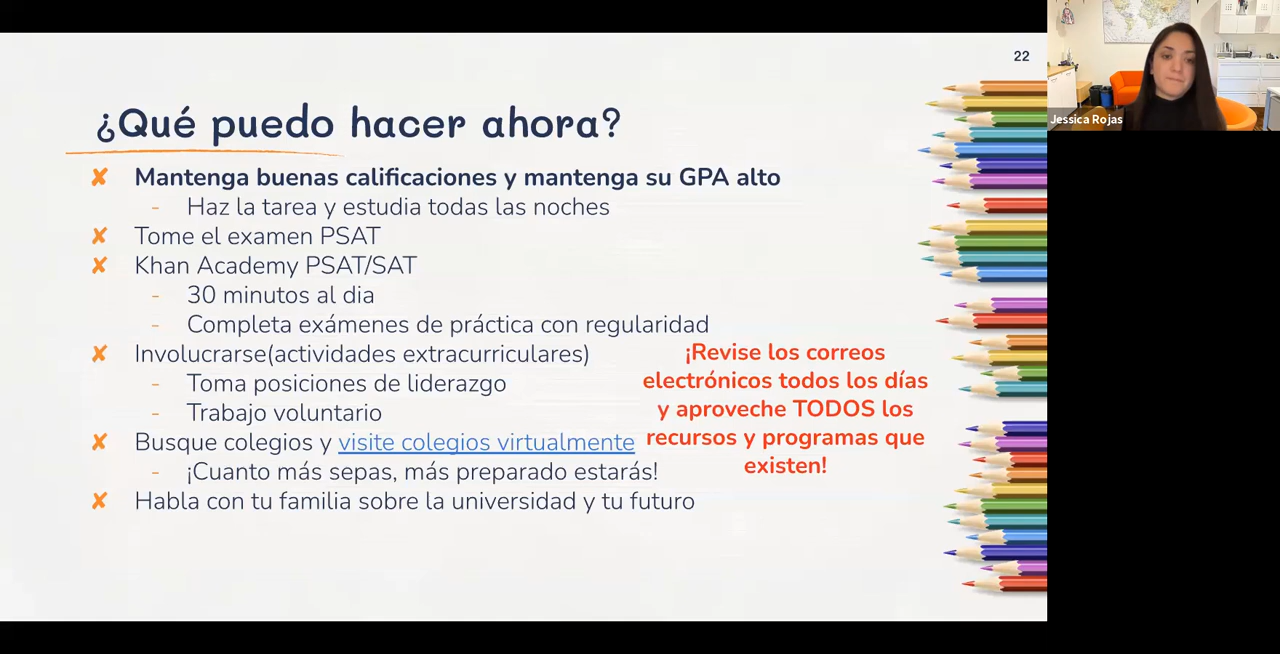 22
¿Qué puedo hacer ahora?
✘ Mantenga buenas calificaciones y mantenga su GPA alto
- Haz la tarea y estudia todas las noches
✘ Tome el examen PSAT
✘ Khan Academy PSAT/SAT
- 30 minutos al dia
- Completa exámenes de práctica con regularidad
✘ Involucrarse(actividades extracurriculares)
- Toma posiciones de liderazgo
- Trabajo voluntario
✘ Busque colegios y visite colegios virtualmente
- ¡Cuanto más sepas, más preparado estarás!
✘ Habla con tu familia sobre la universidad y tu futuro
¡Revise los correos
electrónicos todos los días
y aproveche TODOS los
recursos y programas que
existen!
Jessica Rojas